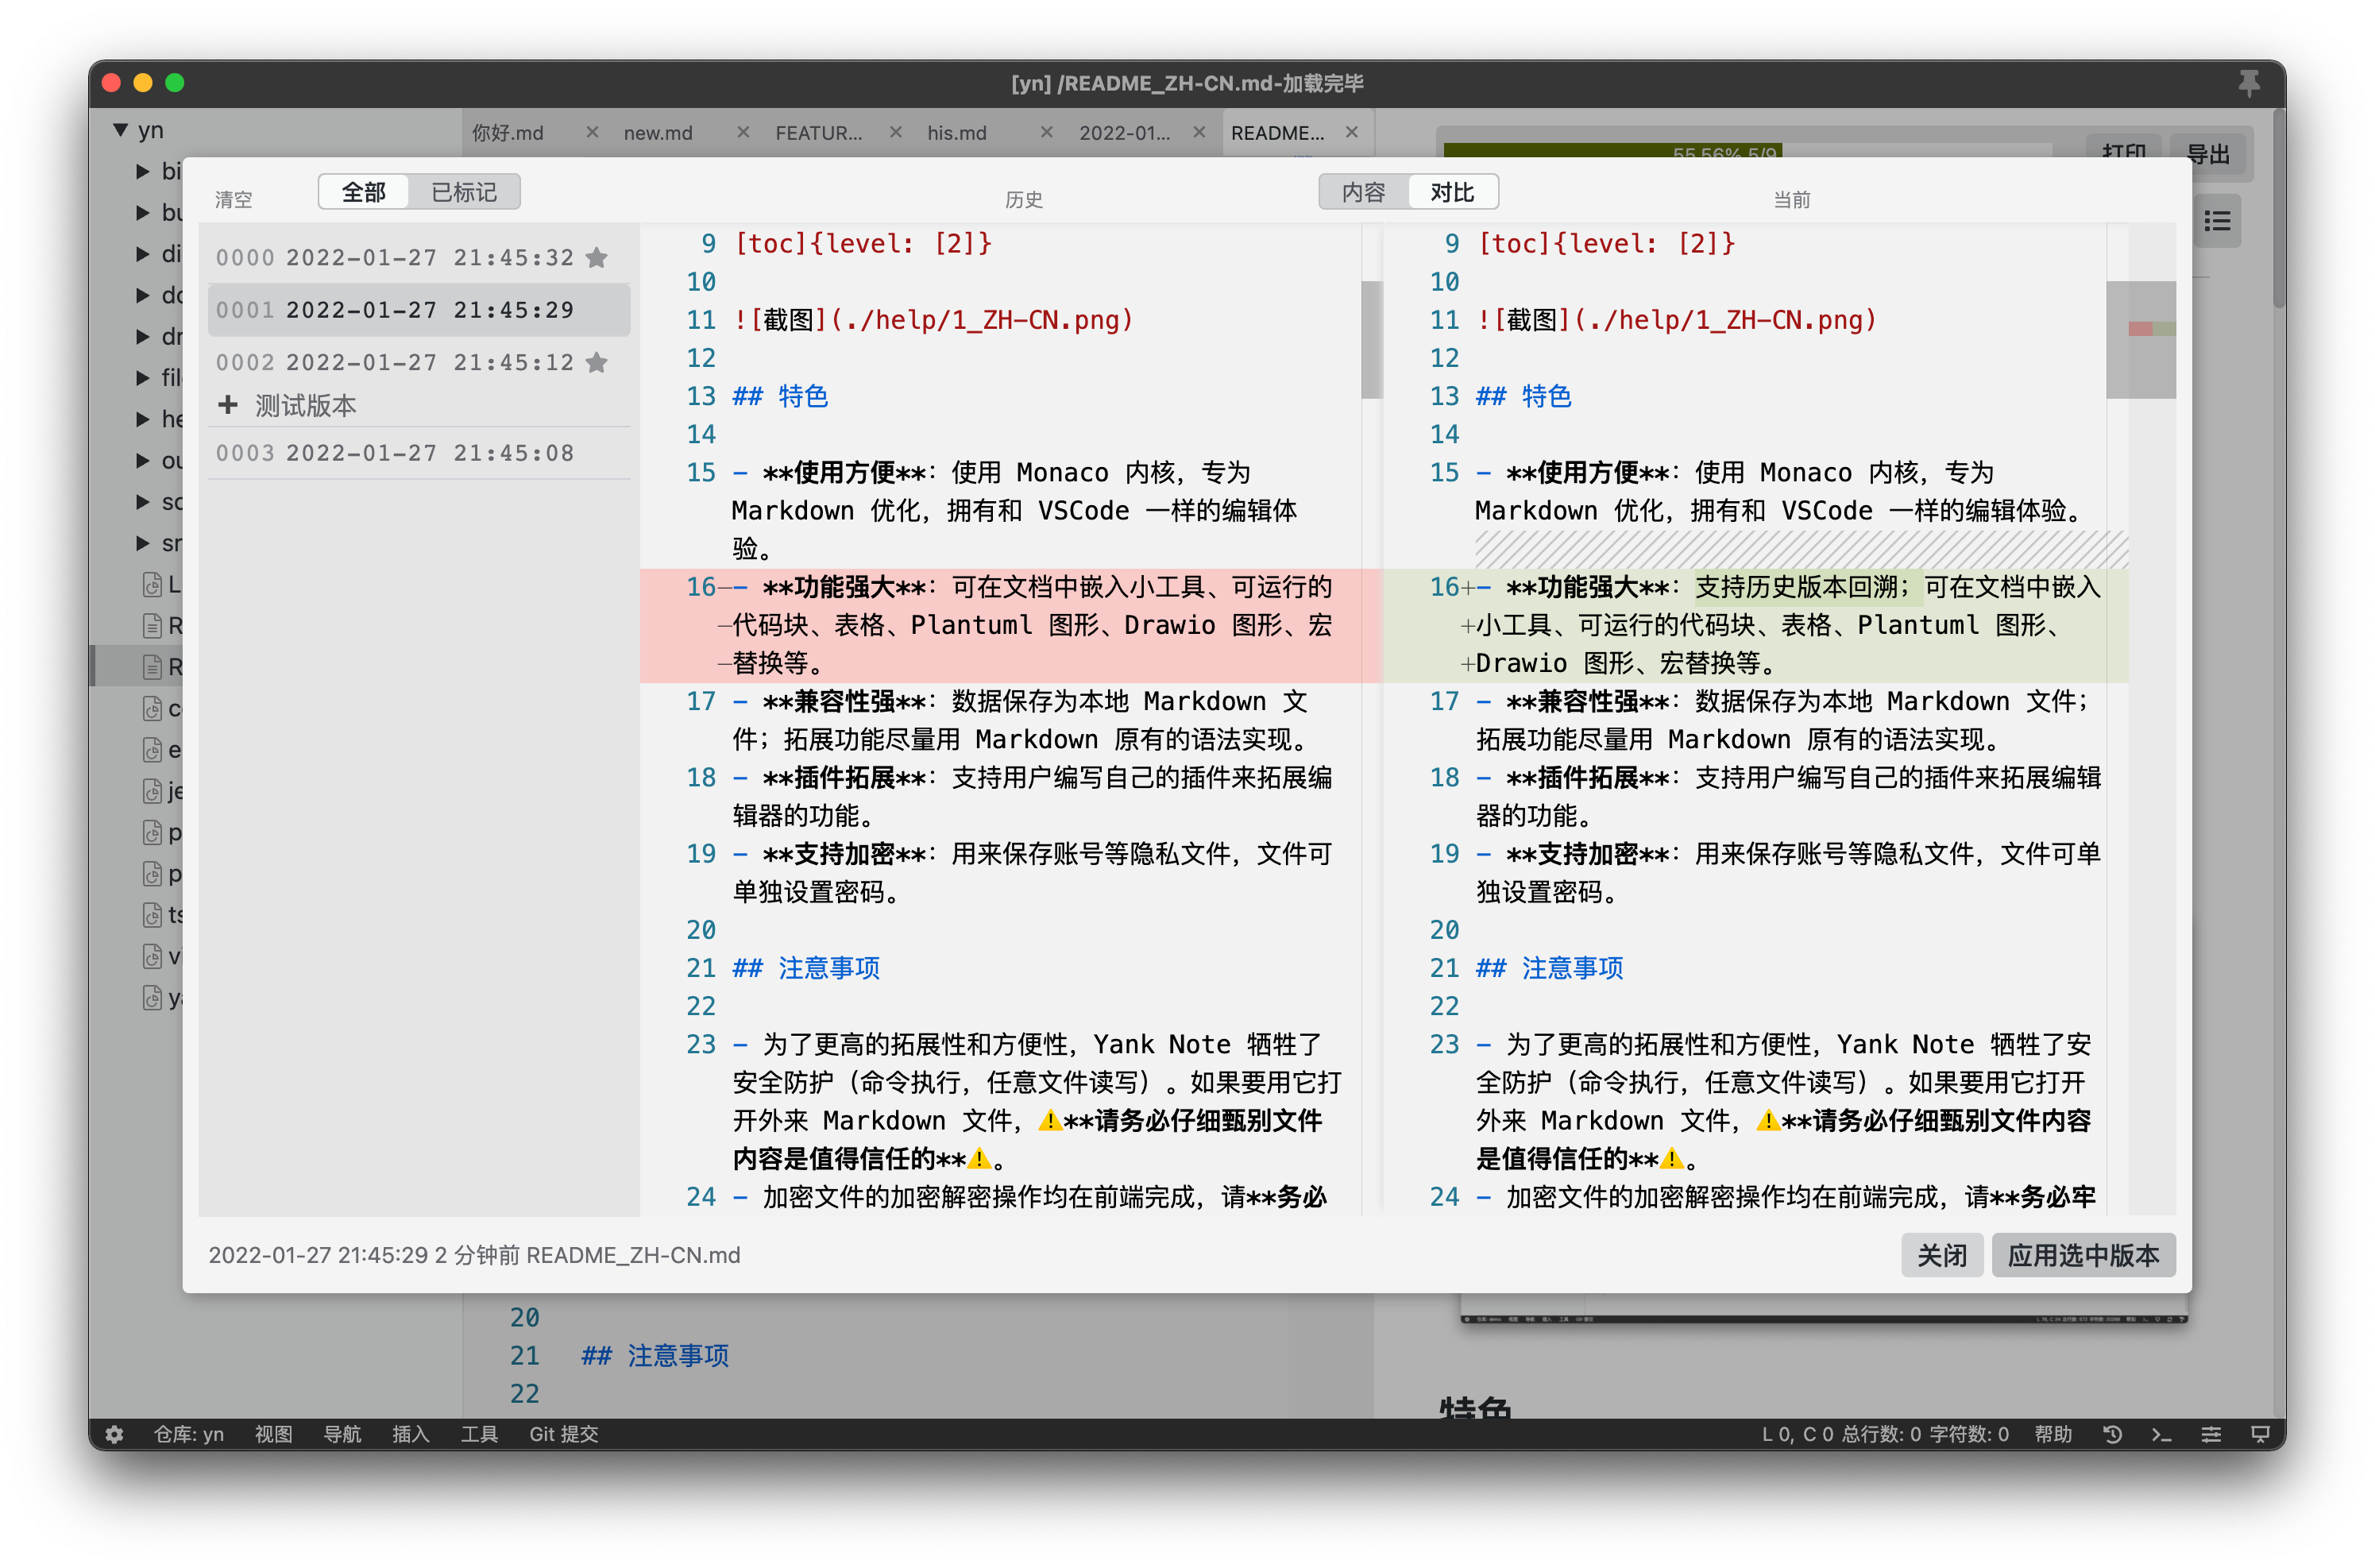 [yn] /README_ZH-CN.md-加载完毕
yn
你好.md
new.md
FEATUR...
his.md
2022-01...
README...
55.56% 5/9
打印
导出
清空
全部
已标记
历史
内容
对比
当前
0000 2022-01-27 21:45:32
0001 2022-01-27 21:45:29
0002 2022-01-27 21:45:12
测试版本
0003 2022-01-27 21:45:08
9 [toc]{level: [2]}
10
11 ![截图](./help/1_ZH-CN.png)
12
13 ## 特色
14
15 - **使用方便**：使用 Monaco 内核，专为
Markdown 优化，拥有和 VSCode 一样的编辑体
验。
16-- **功能强大**：可在文档中嵌入小工具、可运行的
-代码块、表格、Plantuml 图形、Drawio 图形、宏
-替换等。
17 - **兼容性强**：数据保存为本地 Markdown 文
件；拓展功能尽量用 Markdown 原有的语法实现。
18 - **插件拓展**：支持用户编写自己的插件来拓展编
辑器的功能。
19 - **支持加密**：用来保存账号等隐私文件，文件可
单独设置密码。
20
21 ## 注意事项
22
23 - 为了更高的拓展性和方便性，Yank Note 牺牲了
安全防护（命令执行，任意文件读写）。如果要用它打
开外来 Markdown 文件，⚠️**请务必仔细甄别文件
内容是值得信任的**⚠️。
24 - 加密文件的加密解密操作均在前端完成，请**务必
9 [toc]{level: [2]}
10
11 ![截图](./help/1_ZH-CN.png)
12
13 ## 特色
14
15 - **使用方便**：使用 Monaco 内核，专为
Markdown 优化，拥有和 VSCode 一样的编辑体验。
16+- **功能强大**：支持历史版本回溯；可在文档中嵌入
+小工具、可运行的代码块、表格、Plantuml 图形、
+Drawio 图形、宏替换等。
17 - **兼容性强**：数据保存为本地 Markdown 文件；
拓展功能尽量用 Markdown 原有的语法实现。
18 - **插件拓展**：支持用户编写自己的插件来拓展编辑
器的功能。
19 - **支持加密**：用来保存账号等隐私文件，文件可单
独设置密码。
20
21 ## 注意事项
22
23 - 为了更高的拓展性和方便性，Yank Note 牺牲了安
全防护（命令执行，任意文件读写）。如果要用它打开
外来 Markdown 文件，⚠️**请务必仔细甄别文件内容
是值得信任的**⚠️。
24 - 加密文件的加密解密操作均在前端完成，请**务必牢
2022-01-27 21:45:29 2 分钟前 README_ZH-CN.md
关闭
应用选中版本
20
21 ## 注意事项
22
特色
仓库: yn
视图
导航
插入
工具
Git 提交
L 0, C 0 总行数: 0 字符数: 0
帮助